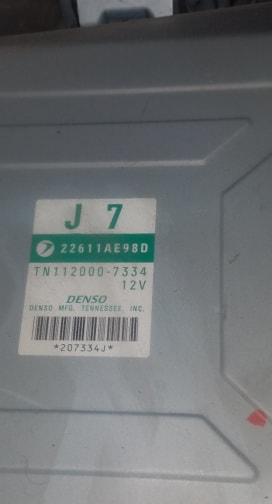 J 7
22611AE98D
TN112000-7334
12V
DENSO
DENSO MFG. TENNESSEE, INC.
*207334J*